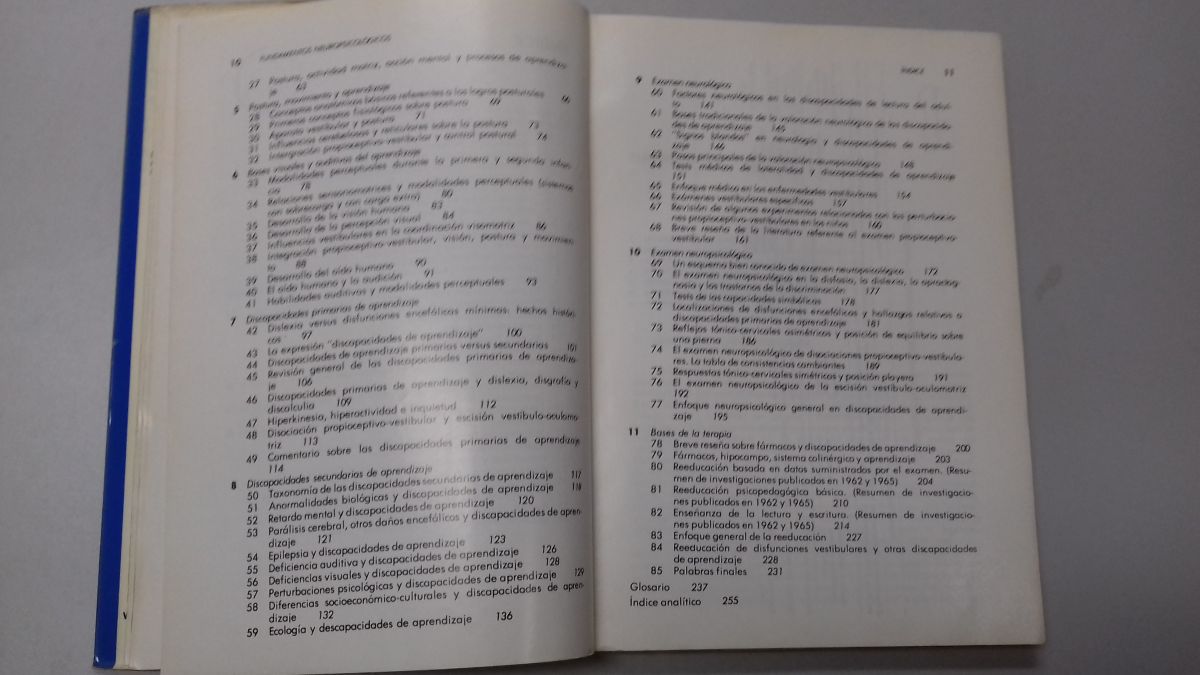 10 FUNDAMENTOS NEUROPSICOLÓGICOS
27 Postura, actividad motriz, acción mental y procesos de aprendiza-
je 63
5 Postura, movimiento y aprendizaje
28 Conceptos anatómicos básicos referentes a los logros posturales 66
29 Primeros conceptos fisiológicos sobre postura 69
30 Aparato vestibular y postura 71
31 Influencias cerebelosas y reticulares sobre la postura 73
32 Intergración propioceptivo-vestibular y control postural 74
6 Bases visuales y auditivas del aprendizaje
33 Modalidades perceptuales durante la primera y segunda infan-
cia 78
34 Relaciones sensoriomotrices y modalidades perceptuales (sistemas
con sobrecarga y con carga extra) 80
35 Desarrollo de la visión humana 83
36 Desarrollo de la percepción visual 84
37 Influencias vestibulares en la coordinación visomotriz 86
38 Integración propioceptivo-vestibular, visión, postura y movimien-
to 88
39 Desarrollo del oído humano 90
40 El oído humano y la audición 91
41 Habilidades auditivas y modalidades perceptuales 93
7 Discapacidades primarias de aprendizaje
42 Dislexia versus disfunciones encefálicas mínimas: hechos histori-
cos 97
43 La expresión "discapacidades de aprendizaje" 100
44 Discapacidades de aprendizaje primarias versus secundarias 101
45 Revisión general de las discapacidades primarias de aprendiza-
je 106
46 Discapacidades primarias de aprendizaje y dislexia, disgrafia y
discalculia 109
47 Hiperkinesia, hiperactividad e inquietud 112
48 Disociación propioceptivo-vestibular y escisión vestíbulo-oculomo
triz 113
49 Comentario sobre las discapacidades primarias de aprendizaje
114
8 Discapacidades secundarias de aprendizaje
50 Taxonomía de las discapacidades secundarias de aprendizaje 117
51 Anormalidades biológicas y discapacidades de aprendizaje 118
52 Retardo mental y discapacidades de aprendizaje 120
53 Parálisis cerebral, otros daños encefálicos y discapacidades de apren-
dizaje 121
54 Epilepsia y discapacidades de aprendizaje 123
55 Deficiencia auditiva y discapacidades de aprendizaje 126
56 Deficiencias visuales y discapacidades de aprendizaje 128
57 Perturbaciones psicológicas y discapacidades de aprendizaje 129
58 Diferencias socioeconómico-culturales y discapacidades de apren-
dizaje 132
59 Ecología y descapacidades de aprendizaje 136
ÍNDICE 11
9 Examen neurológico
60 Factores neurológicos en las discapacidades de lectura del adul-
to 141
61 Bases tradicionales de la valoración neurológica de las discapacida-
des de aprendizaje 145
62 "Signos blandos" en neurología y discapacidades de aprendi-
zaje 146
63 Pasos principales de la valoración neuropsicológica 148
64 Tests médicos de lateralidad y discapacidades de aprendizaje
151
65 Enfoque médico en las enfermedades vestibulares 154
66 Exámenes vestibulares específicos 157
67 Revisión de algunos experimentos relacionados con las perturbacio-
nes propioceptivo-vestibulares en los niños 160
68 Breve reseña de la literatura referente al examen propioceptivo-
vestibular 161
10 Examen neuropsicológico
69 Un esquema bien conocido de examen neuropsicológico 172
70 El examen neuropsicológico en la disfasia, la dislexia, la apraxiag-
nosia y los trastornos de la discriminación 177
71 Tests de las capacidades simbólicas 178
72 Localizaciones de disfunciones encefálicas y hallazgos relativos a
discapacidades primarias de aprendizaje 181
73 Reflejos tónico-cervicales asimétricos y posición de equilibrio sobre
una pierna 186
74 El examen neuropsicológico de disociaciones propioceptivo-vestibula-
res. La tabla de consistencias cambiantes 189
75 Respuestas tónico-cervicales simétricos y posición playera 191
76 El examen neuropsicológico de la escisión vestíbulo-oculomotriz
192
77 Enfoque neuropsicológico general en discapacidades de aprendi-
zaje 195
11 Bases de la terapia
78 Breve reseña sobre fármacos y discapacidades de aprendizaje 200
79 Fármacos, hipocampo, sistema colinérgico y aprendizaje 203
80 Reeducación basada en datos suministrados por el examen. (Resu-
men de investigaciones publicados en 1962 y 1965) 204
81 Reeducación psicopedagógica básica. (Resumen de investigacio-
nes publicados en 1962 y 1965) 210
82 Enseñanza de la lectura y escritura. (Resumen de investigacio-
nes publicados en 1962 y 1965) 214
83 Enfoque general de la reeducación 227
84 Reeducación de disfunciones vestibulares y otras discapacidades
de aprendizaje 228
85 Palabras finales 231
Glosario 237
Índice analítico 255